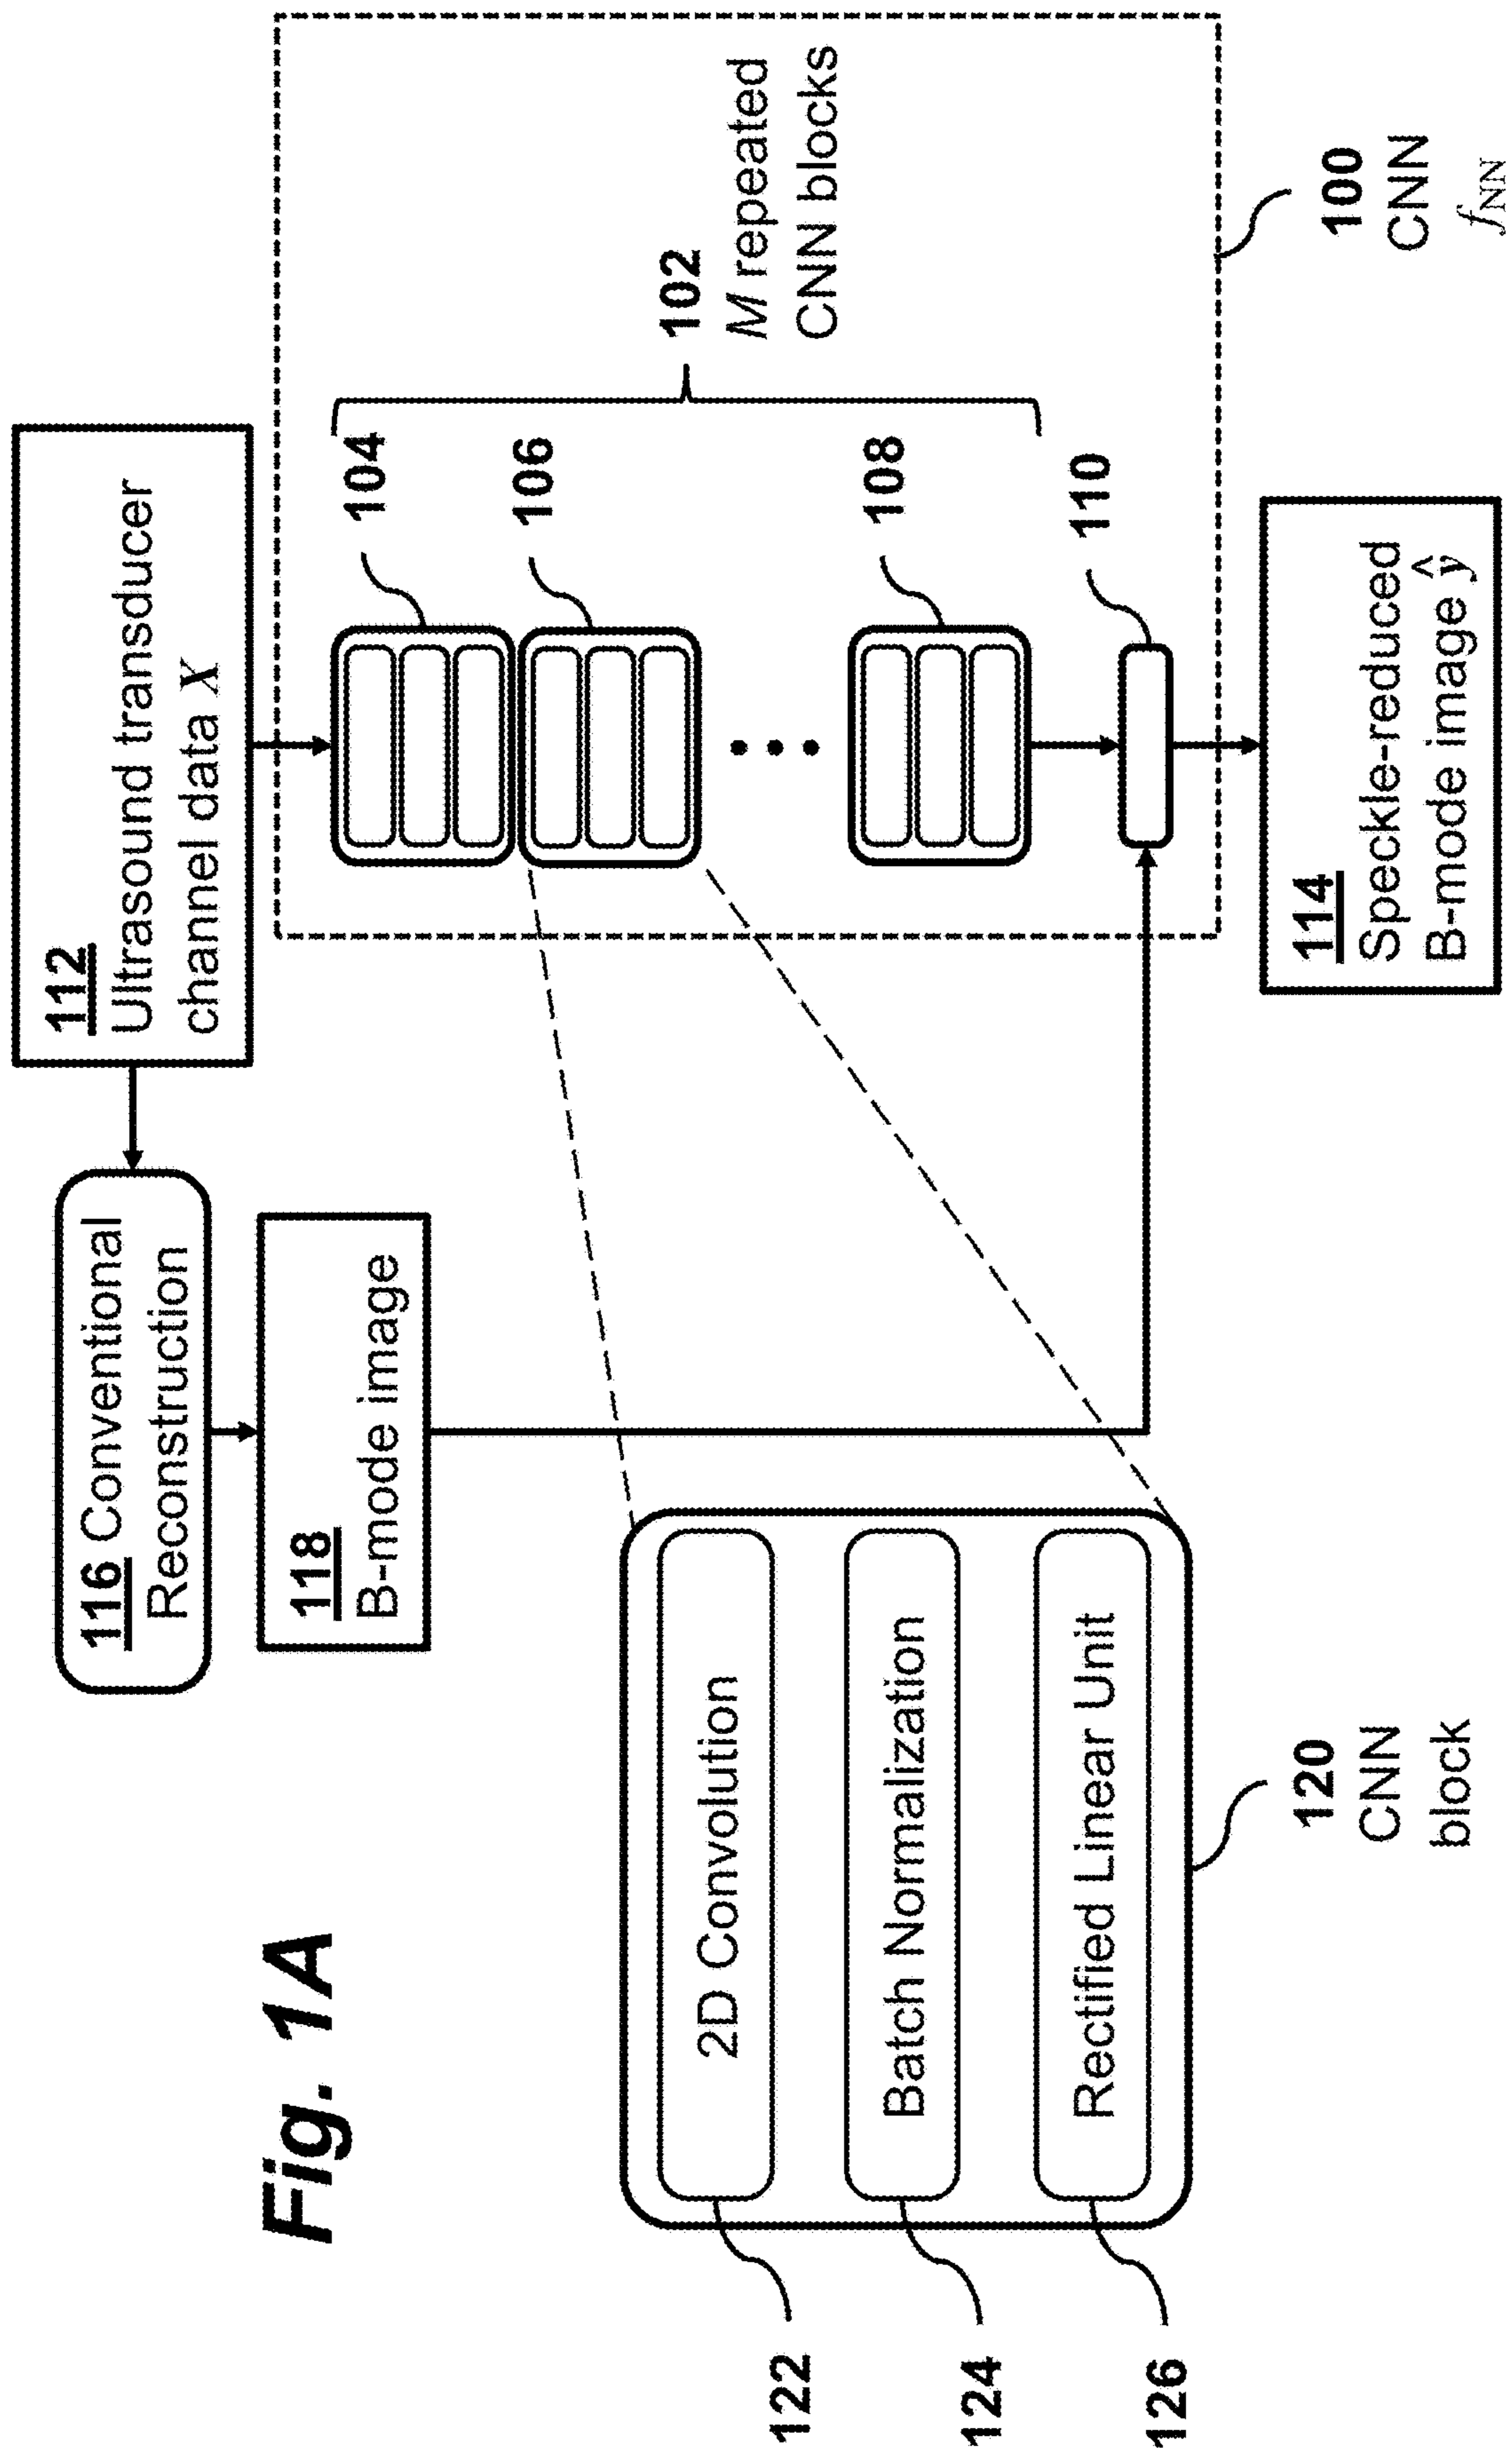 Fig. 1A
116 Conventional
Reconstruction
118
B-mode image
112
Ultrasound transducer
channel data X
104
106
108
110
102
M repeated
CNN blocks
100
CNN
fNN
114
Speckle-reduced
B-mode image ŷ
122
2D Convolution
124
Batch Normalization
126
Rectified Linear Unit
120
CNN
block